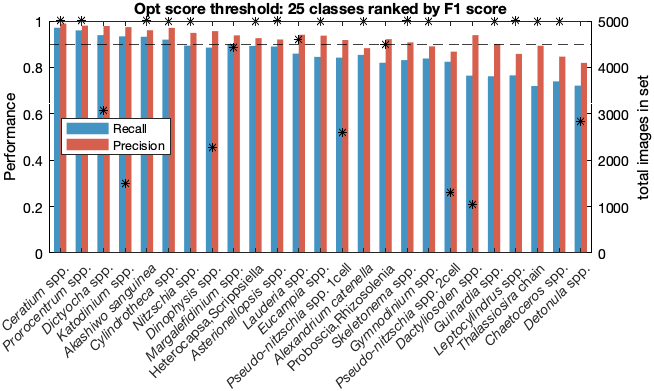 Opt score threshold: 25 classes ranked by F1 score
1
0.8
0.6
0.4
0.2
0
Performance
5000
4000
3000
2000
1000
0
total images in set
Recall
Precision
Ceratium spp.
Prorocentrum spp.
Dictyocha spp.
Katodinium spp.
Akashiwo sanguinea
Cylindrotheca spp.
Nitzschia spp.
Dinophysis spp.
Margalefidinium spp.
Heterocapsa,Scrippsiella
Asterionellopsis spp.
Lauderia spp.
Eucampia spp.
Pseudo-nitzschia spp. 1cell
Alexandrium catenella
Proboscia,Rhizosolenia
Skeletonema spp.
Gymnodinium spp.
Pseudo-nitzschia spp. 2cell
Dactyliosolen spp.
Guinardia spp.
Leptocylindrus spp.
Thalassiosira chain
Chaetoceros spp.
Detonula spp.